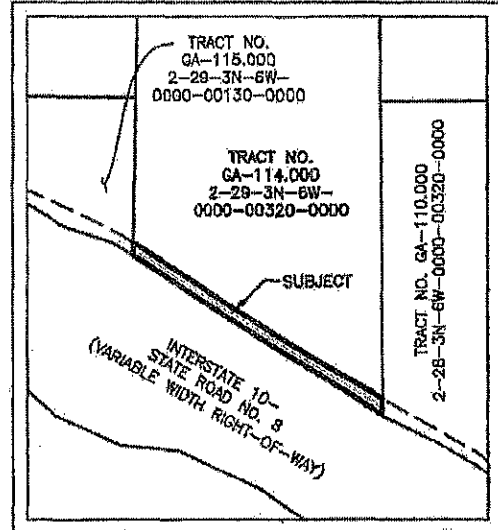 TRACT NO.
GA-115.000
2-29-3N-6W-
0000-00130-0000
TRACT NO.
GA-114.000
2-29-3N-6W-
0000-00320-0000
SUBJECT
TRACT NO. GA-110.000
2-28-3N-6W-0000-00320-0000
INTERSTATE 10-
STATE ROAD NO. 8
(VARIABLE WIDTH RIGHT-OF-WAY)